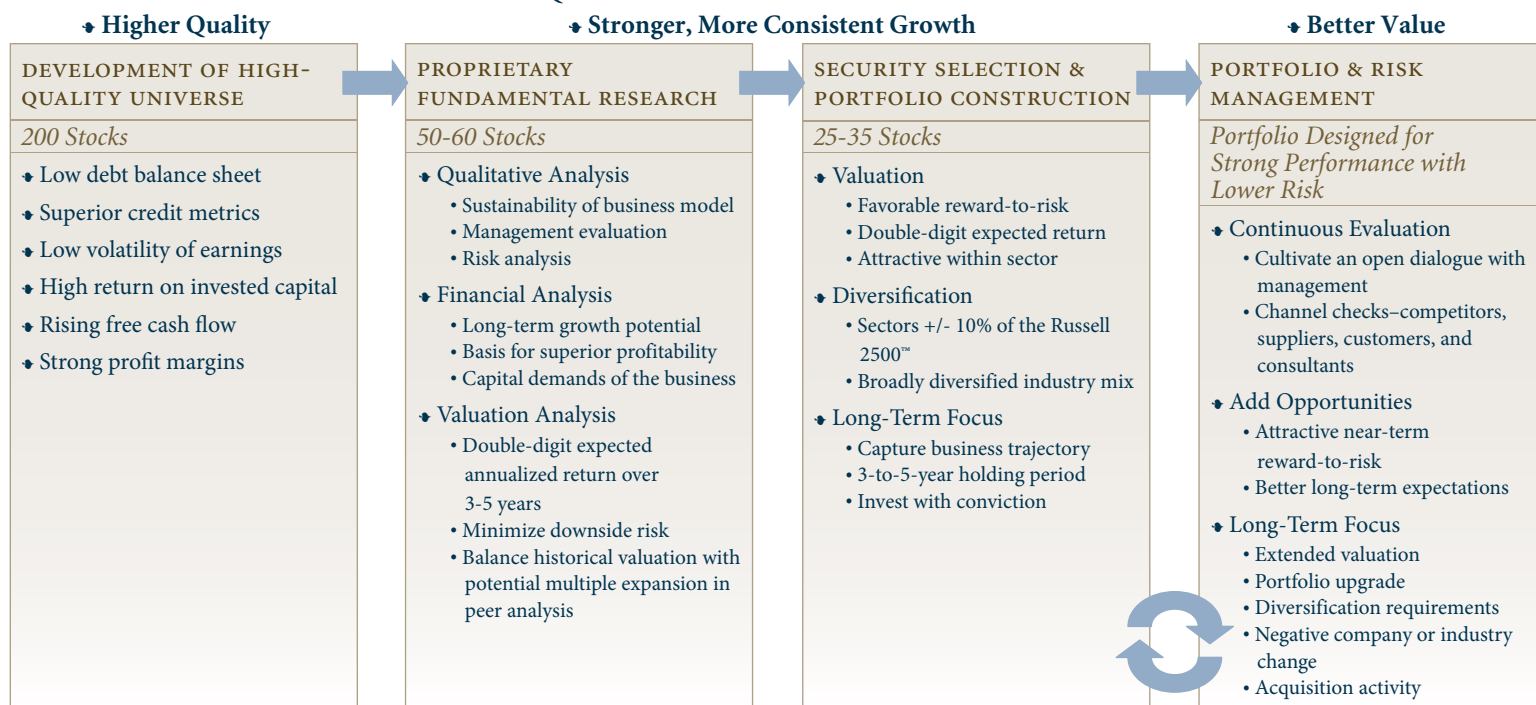 Higher Quality
Stronger, More Consistent Growth
Better Value
DEVELOPMENT OF HIGH-
QUALITY UNIVERSE
200 Stocks
Low debt balance sheet
Superior credit metrics
Low volatility of earnings
High return on invested capital
Rising free cash flow
Strong profit margins
PROPRIETARY
FUNDAMENTAL RESEARCH
50-60 Stocks
Qualitative Analysis
• Sustainability of business model
• Management evaluation
• Risk analysis
Financial Analysis
• Long-term growth potential
• Basis for superior profitability
• Capital demands of the business
Valuation Analysis
• Double-digit expected
annualized return over
3-5 years
• Minimize downside risk
• Balance historical valuation with
potential multiple expansion in
peer analysis
SECURITY SELECTION &
PORTFOLIO CONSTRUCTION
25-35 Stocks
Valuation
• Favorable reward-to-risk
• Double-digit expected return
• Attractive within sector
Diversification
• Sectors +/- 10% of the Russell
2500™
• Broadly diversified industry mix
Long-Term Focus
• Capture business trajectory
• 3-to-5-year holding period
• Invest with conviction
PORTFOLIO & RISK
MANAGEMENT
Portfolio Designed for
Strong Performance with
Lower Risk
Continuous Evaluation
• Cultivate an open dialogue with
management
• Channel checks–competitors,
suppliers, customers, and
consultants
Add Opportunities
• Attractive near-term
reward-to-risk
• Better long-term expectations
Long-Term Focus
• Extended valuation
• Portfolio upgrade
• Diversification requirements
• Negative company or industry
change
• Acquisition activity